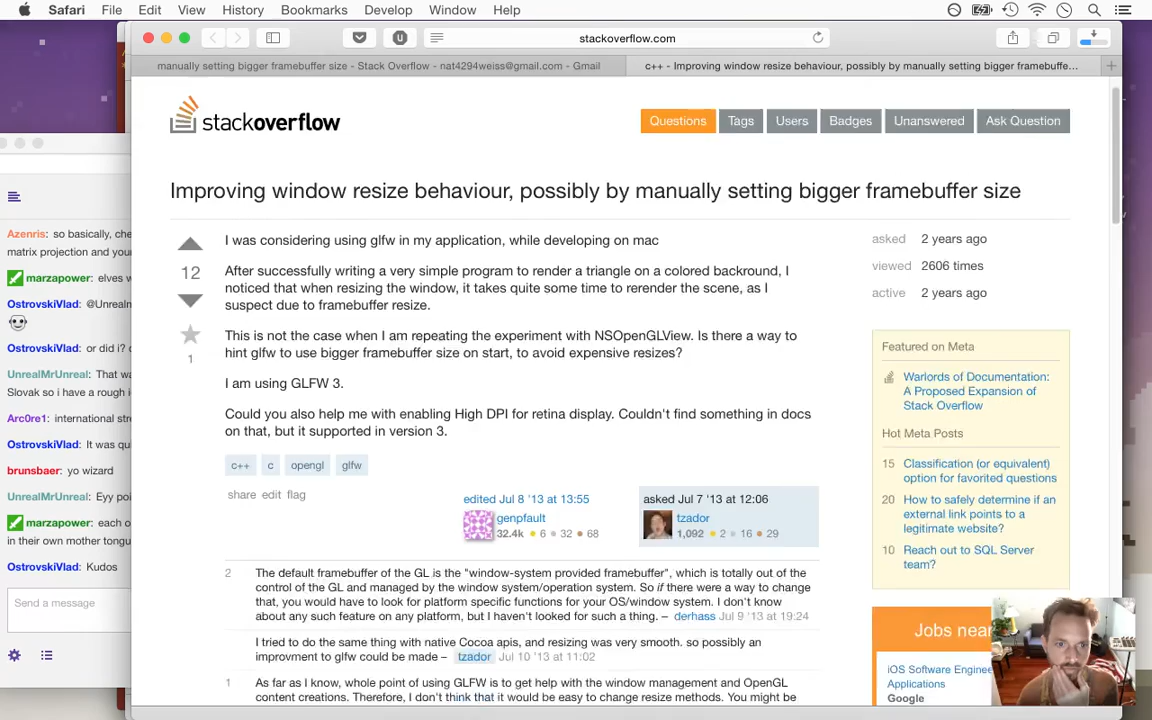 Safari File Edit View History Bookmarks Develop Window Help
stackoverflow.com
manually setting bigger framebuffer size - Stack Overflow - nat4294weiss@gmail.com - Gmail
c++ - Improving window resize behaviour, possibly by manually setting bigger framebuffe...
stackoverflow
Questions Tags Users Badges Unanswered Ask Question
Improving window resize behaviour, possibly by manually setting bigger framebuffer size
12
1
I was considering using glfw in my application, while developing on mac
After successfully writing a very simple program to render a triangle on a colored backround, I
noticed that when resizing the window, it takes quite some time to rerender the scene, as I
suspect due to framebuffer resize.
This is not the case when I am repeating the experiment with NSOpenGLView. Is there a way to
hint glfw to use bigger framebuffer size on start, to avoid expensive resizes?
I am using GLFW 3.
Could you also help me with enabling High DPI for retina display. Couldn't find something in docs
on that, but it supported in version 3.
c++ c opengl glfw
share edit flag
edited Jul 8 '13 at 13:55
genpfault
32.4k 6 32 68
asked Jul 7 '13 at 12:06
tzador
1,092 2 16 29
2 The default framebuffer of the GL is the "window-system provided framebuffer", which is totally out of the
control of the GL and managed by the window system/operation system. So if there were a way to change
that, you would have to look for platform specific functions for your OS/window system. I don't know
about any such feature on any platform, but I haven't looked for such a thing. – derhass Jul 9 '13 at 19:24
I tried to do the same thing with native Cocoa apis, and resizing was very smooth. so possibly an
improvment to glfw could be made – tzador Jul 10 '13 at 11:02
1 As far as I know, whole point of using GLFW is to get help with the window management and OpenGL
content creations. Therefore, I don't think that it would be easy to change resize methods. You might be
asked 2 years ago
viewed 2606 times
active 2 years ago
Featured on Meta
Warlords of Documentation:
A Proposed Expansion of
Stack Overflow
Hot Meta Posts
15 Classification (or equivalent)
option for favorited questions
20 How to safely determine if an
external link points to a
legitimate website?
10 Reach out to SQL Server
team?
Jobs near
iOS Software Enginee
Applications
Google
Azenris: so basically, che
matrix projection and your
marzapower: elves w
OstrovskiVlad: @Unrealm
OstrovskiVlad: or did i? o
UnrealMrUnreal: That wa
Slovak so i have a rough i
Arc0re1: international stre
OstrovskiVlad: It was qu
brunsbaer: yo wizard
UnrealMrUnreal: Eyy poi
marzapower: each o
in their own mother tongu
OstrovskiVlad: Kudos
Send a message